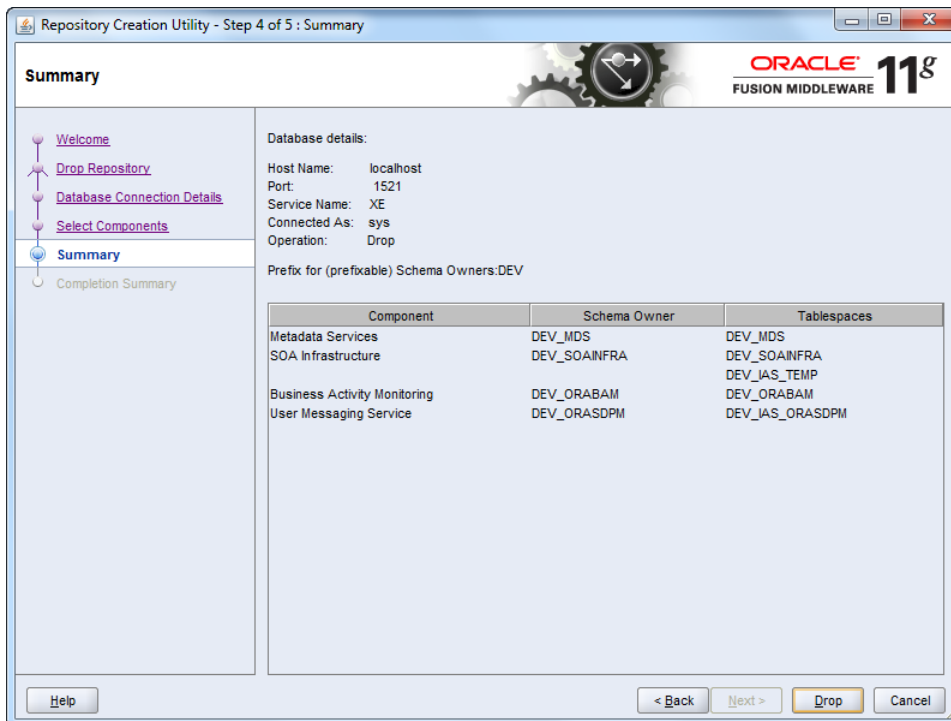 Repository Creation Utility - Step 4 of 5 : Summary
Summary
ORACLE®
FUSION MIDDLEWARE 11g
Welcome
Drop Repository
Database Connection Details
Select Components
Summary
Completion Summary
Database details:
Host Name: localhost
Port: 1521
Service Name: XE
Connected As: sys
Operation: Drop
Prefix for (prefixable) Schema Owners:DEV
Component Schema Owner Tablespaces
Metadata Services DEV_MDS DEV_MDS
SOA Infrastructure DEV_SOAINFRA DEV_SOAINFRA
DEV_IAS_TEMP
Business Activity Monitoring DEV_ORABAM DEV_ORABAM
User Messaging Service DEV_ORASDPM DEV_IAS_ORASDPM
Help < Back Next > Drop Cancel